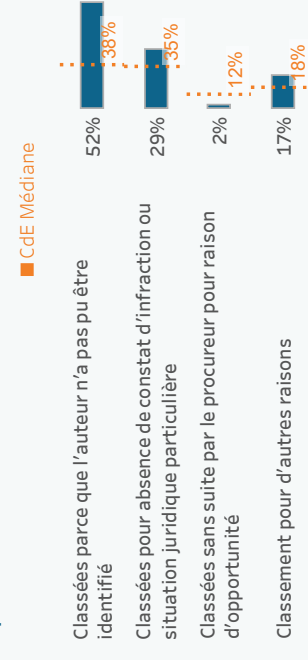 CdE Médiane
Classées parce que l'auteur n'a pas pu être
identifié
52%
38%
Classées pour absence de constat d'infraction ou
situation juridique particulière
29%
35%
Classées sans suite par le procureur pour raison
d'opportunité
2%
12%
Classement pour d'autres raisons
17%
18%